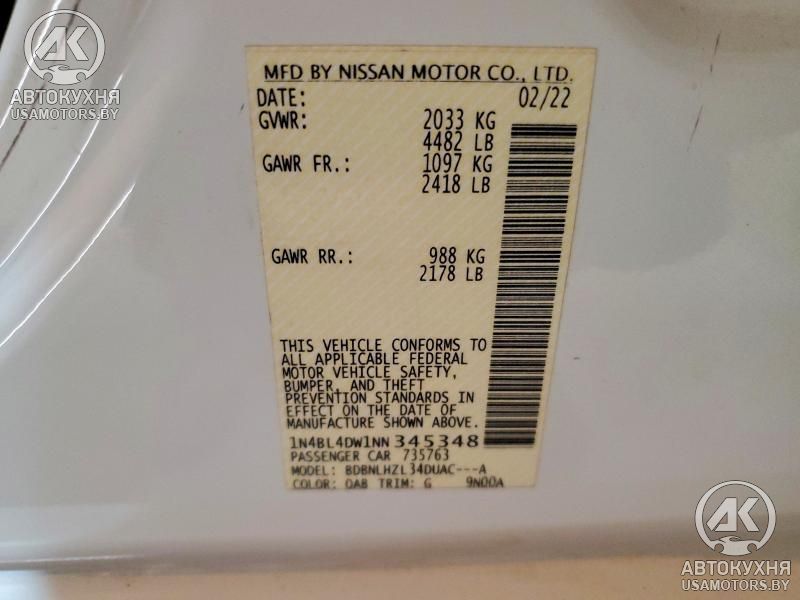 AK
АВТОКУХНЯ
USAMOTORS.BY
MFD BY NISSAN MOTOR CO., LTD.
DATE: 02/22
GVWR: 2033 KG
4482 LB
GAWR FR.: 1097 KG
2418 LB
GAWR RR.: 988 KG
2178 LB
THIS VEHICLE CONFORMS TO
ALL APPLICABLE FEDERAL
MOTOR VEHICLE SAFETY,
BUMPER, AND THEFT
PREVENTION STANDARDS IN
EFFECT ON THE DATE OF
MANUFACTURE SHOWN ABOVE.
1N4BL4DW1NN345348
PASSENGER CAR 735763
MODEL: BDBNLHZL34DUAC---A
COLOR: QAB TRIM: G 9N00A
AK
АВТОКУХНЯ
USAMOTORS.BY